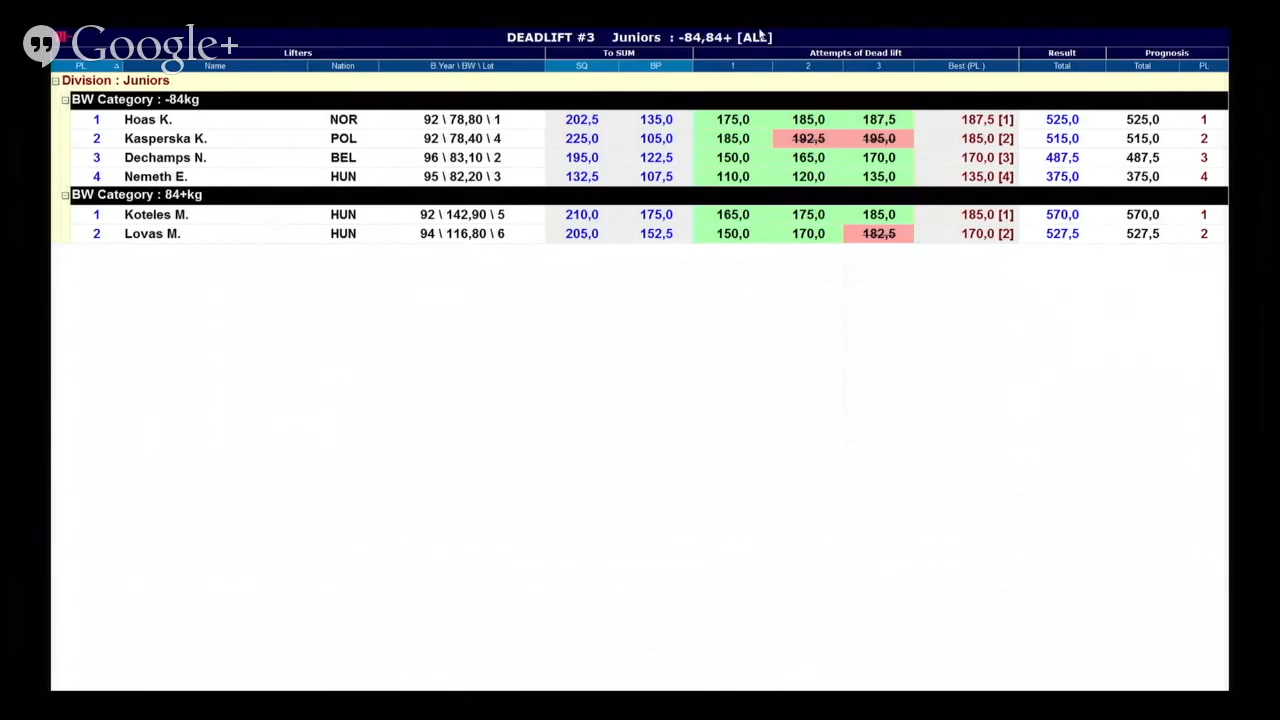 Google+
DEADLIFT #3 Juniors : -84,84+ [ALL]
Lifters To SUM Attempts of Dead lift Result Prognosis
PL. Name Nation B.Year \ BW \ Lot SQ BP 1 2 3 Best (PL.) Total Total PL
Division : Juniors
BW Category : -84kg
1 Hoas K. NOR 92 \ 78,80 \ 1 202,5 135,0 175,0 185,0 187,5 187,5 [1] 525,0 525,0 1
2 Kasperska K. POL 92 \ 78,40 \ 4 225,0 105,0 185,0 192,5 195,0 185,0 [2] 515,0 515,0 2
3 Dechamps N. BEL 96 \ 83,10 \ 2 195,0 122,5 150,0 165,0 170,0 170,0 [3] 487,5 487,5 3
4 Nemeth E. HUN 95 \ 82,20 \ 3 132,5 107,5 110,0 120,0 135,0 135,0 [4] 375,0 375,0 4
BW Category : 84+kg
1 Koteles M. HUN 92 \ 142,90 \ 5 210,0 175,0 165,0 175,0 185,0 185,0 [1] 570,0 570,0 1
2 Lovas M. HUN 94 \ 116,80 \ 6 205,0 152,5 150,0 170,0 182,5 170,0 [2] 527,5 527,5 2